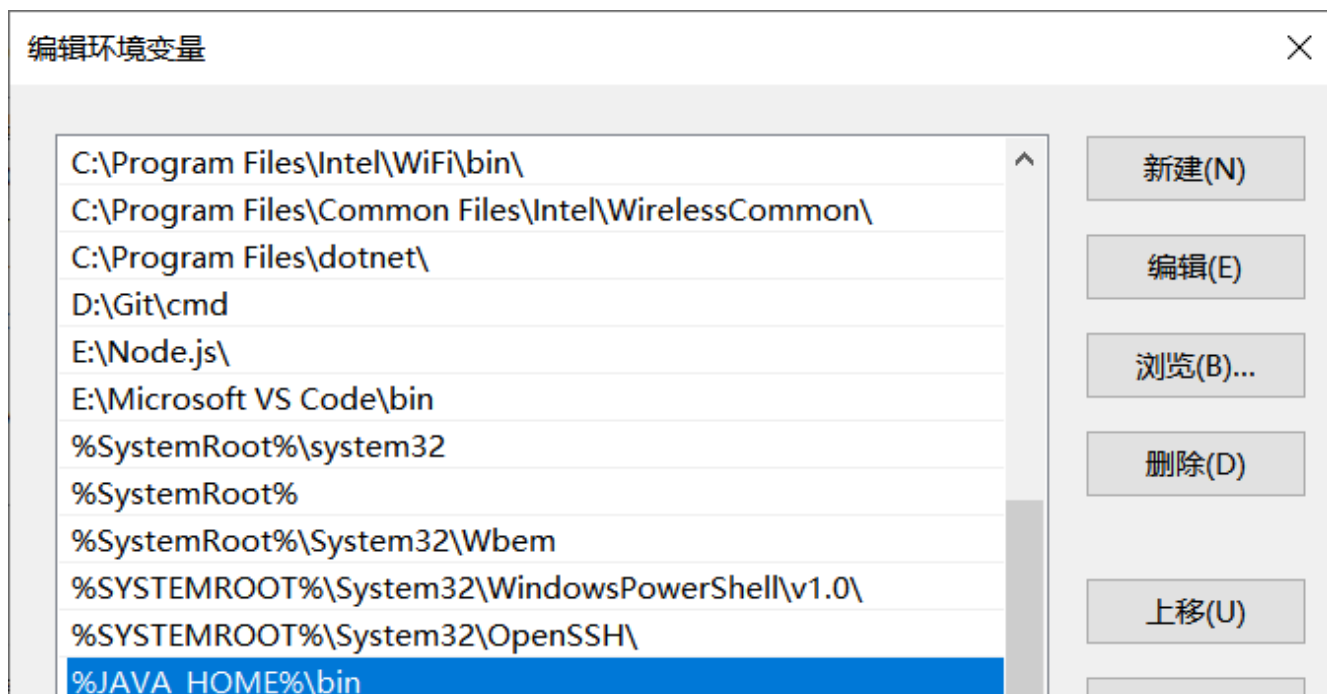 编辑环境变量
C:\Program Files\Intel\WiFi\bin\
新建(N)
C:\Program Files\Common Files\Intel\WirelessCommon\
C:\Program Files\dotnet\
编辑(E)
D:\Git\cmd
E:\Node.js\
浏览(B)...
E:\Microsoft VS Code\bin
%SystemRoot%\system32
删除(D)
%SystemRoot%
%SystemRoot%\System32\Wbem
%SYSTEMROOT%\System32\WindowsPowerShell\v1.0\
上移(U)
%SYSTEMROOT%\System32\OpenSSH\
%JAVA_HOME%\bin